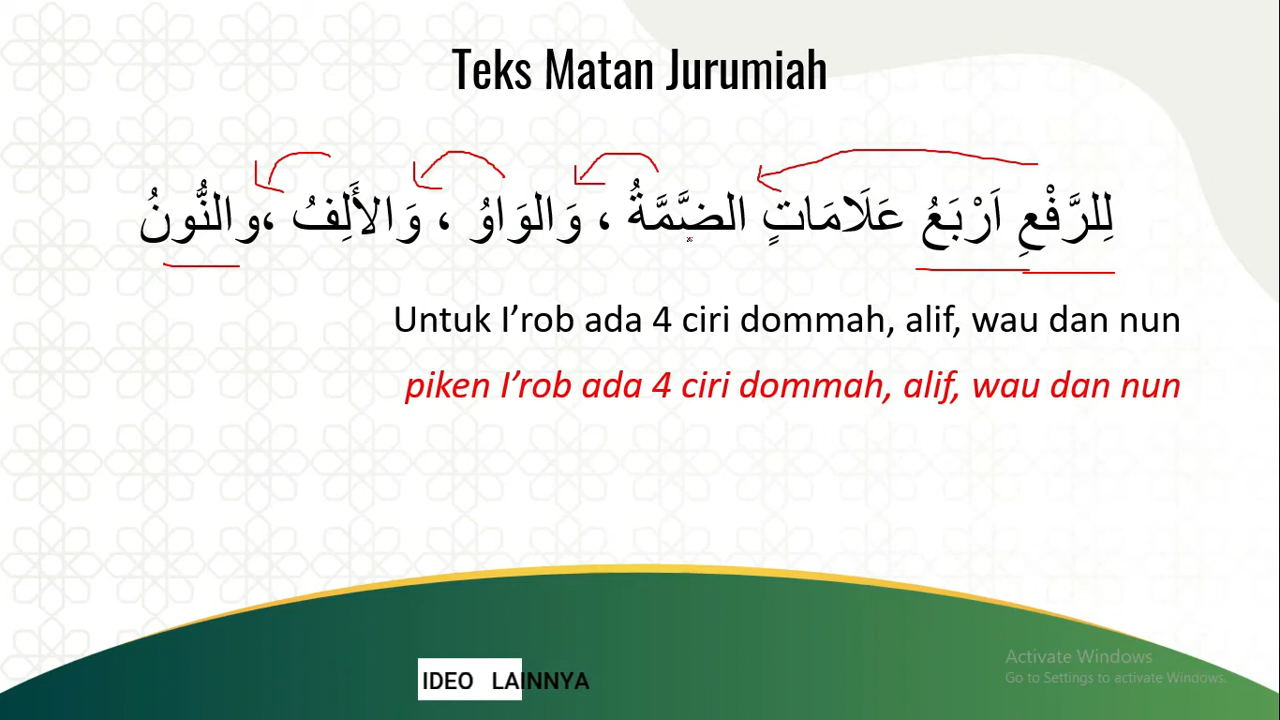 Teks Matan Jurumiah
لِلرَّفْعِ اَرْبَعُ عَلَامَاتٍ الضمَّةُ ، وَالوَاوُ ، وَالأَلِفُ ،والنُّونُ
Untuk I’rob ada 4 ciri dommah, alif, wau dan nun
piken I’rob ada 4 ciri dommah, alif, wau dan nun
Activate Windows
Go to Settings to activate Windows.
IDEO LAINNYA